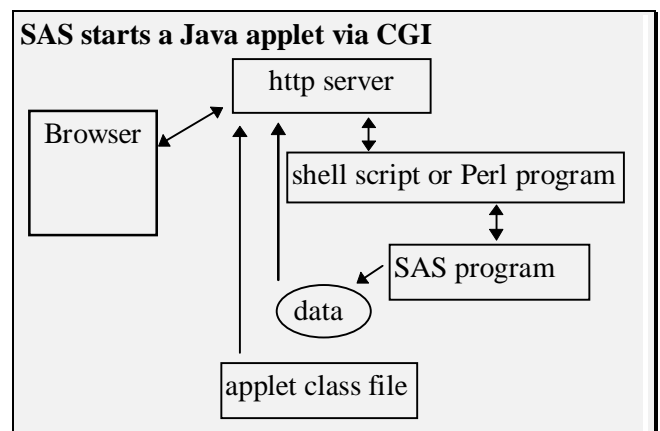 SAS starts a Java applet via CGI
http server
Browser
shell script or Perl program
SAS program
data
applet class file